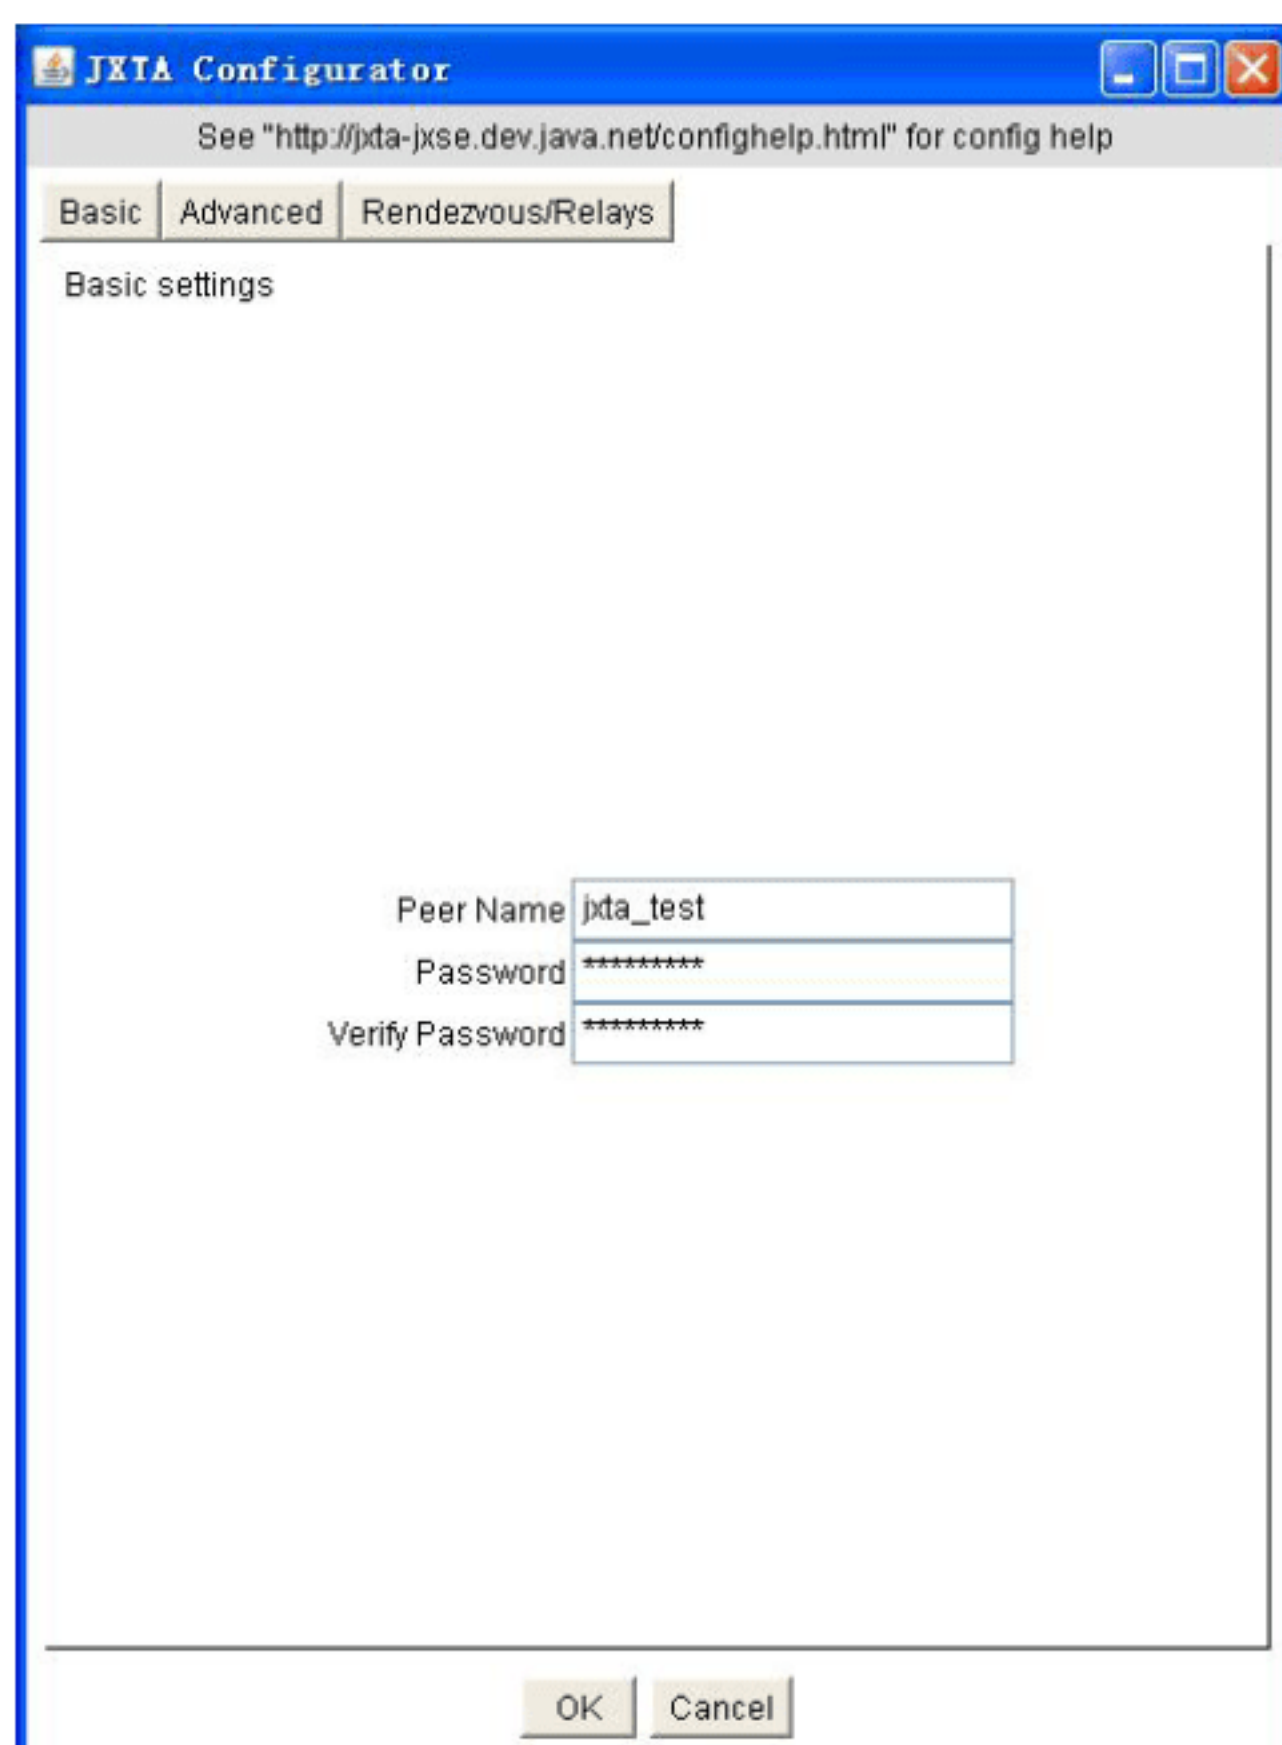 JXTA Configurator
See "http://jxta-jxse.dev.java.net/confighelp.html" for config help
Basic Advanced Rendezvous/Relays
Basic settings
Peer Name jxta_test
Password *********
Verify Password *********
OK Cancel